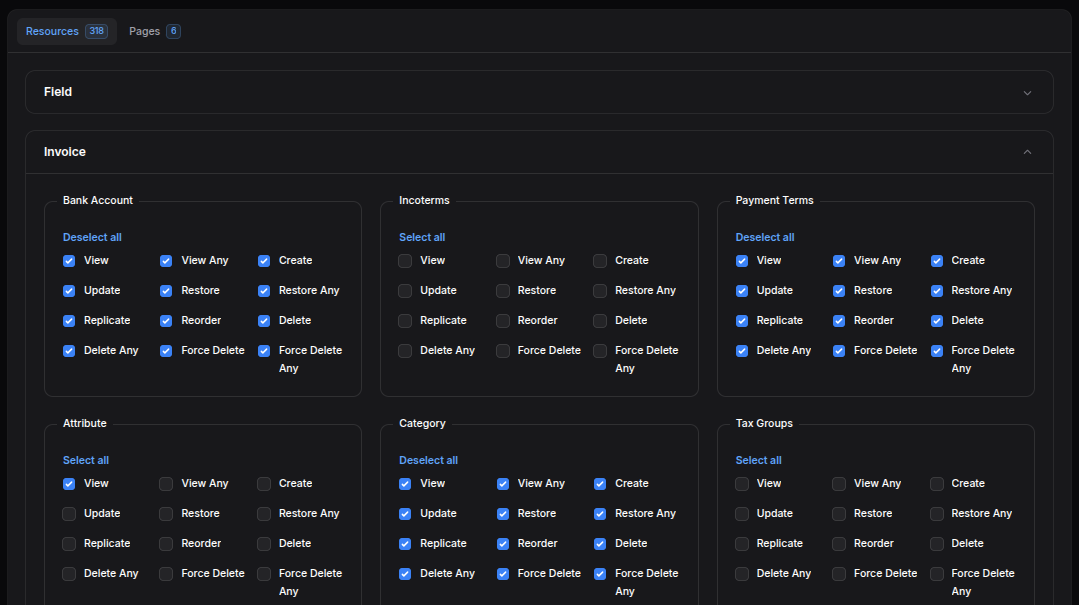 Resources 318 Pages 6
Field
Invoice
Bank Account
Deselect all
View View Any Create
Update Restore Restore Any
Replicate Reorder Delete
Delete Any Force Delete Force Delete
Any
Incoterms
Select all
View View Any Create
Update Restore Restore Any
Replicate Reorder Delete
Delete Any Force Delete Force Delete
Any
Payment Terms
Deselect all
View View Any Create
Update Restore Restore Any
Replicate Reorder Delete
Delete Any Force Delete Force Delete
Any
Attribute
Select all
View View Any Create
Update Restore Restore Any
Replicate Reorder Delete
Delete Any Force Delete Force Delete
Any
Category
Deselect all
View View Any Create
Update Restore Restore Any
Replicate Reorder Delete
Delete Any Force Delete Force Delete
Any
Tax Groups
Select all
View View Any Create
Update Restore Restore Any
Replicate Reorder Delete
Delete Any Force Delete Force Delete
Any